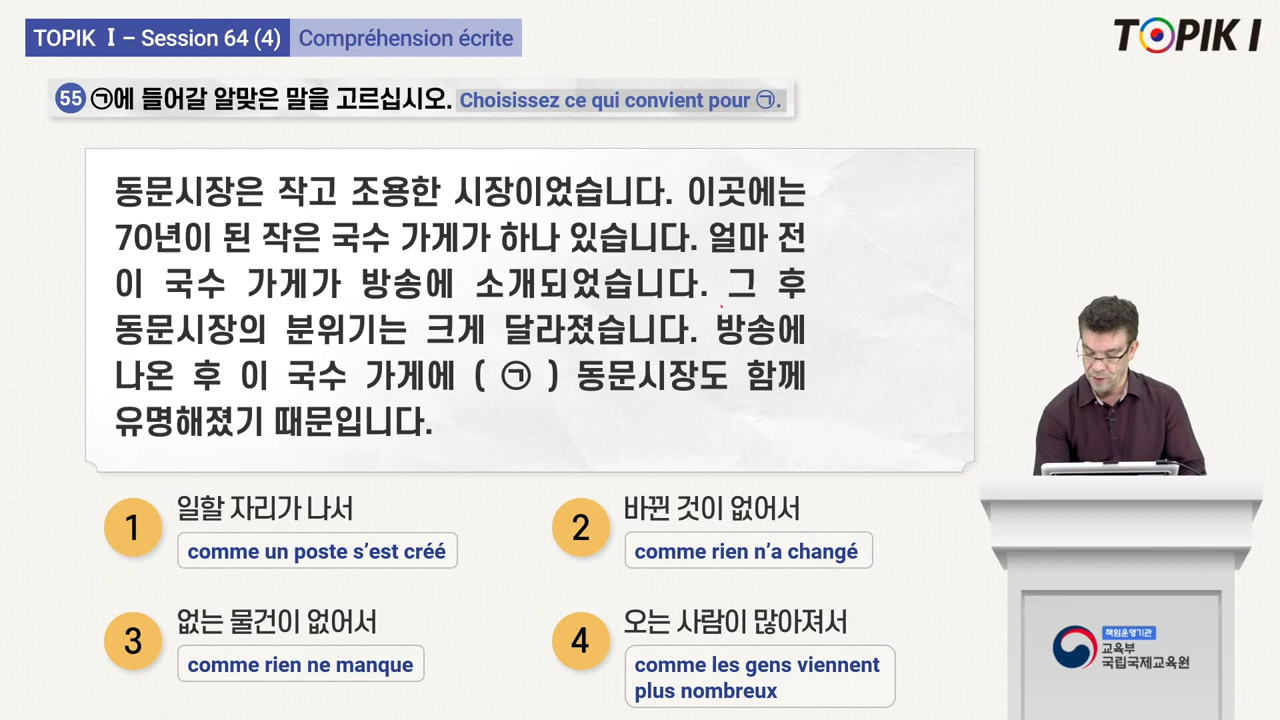 TOPIK Ⅰ – Session 64 (4) Compréhension écrite
TOPIK I
55 ㉠에 들어갈 알맞은 말을 고르십시오. Choisissez ce qui convient pour ㉠.
동문시장은 작고 조용한 시장이었습니다. 이곳에는
70년이 된 작은 국수 가게가 하나 있습니다. 얼마 전
이 국수 가게가 방송에 소개되었습니다. 그 후
동문시장의 분위기는 크게 달라졌습니다. 방송에
나온 후 이 국수 가게에 ( ㉠ ) 동문시장도 함께
유명해졌기 때문입니다.
1 일할 자리가 나서
comme un poste s’est créé
2 바뀐 것이 없어서
comme rien n’a changé
3 없는 물건이 없어서
comme rien ne manque
4 오는 사람이 많아져서
comme les gens viennent
plus nombreux
책임운영기관
교육부
국립국제교육원